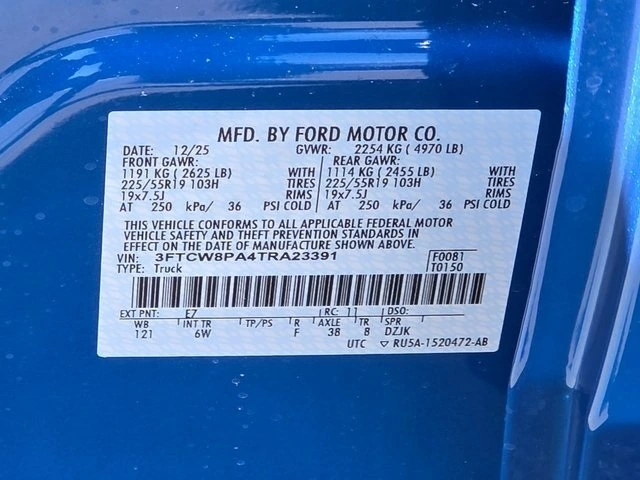 MFD. BY FORD MOTOR CO.
DATE: 12/25 GVWR: 2254 KG ( 4970 LB)
FRONT GAWR: REAR GAWR:
1191 KG ( 2625 LB) WITH 1114 KG ( 2455 LB) WITH
225/55R19 103H TIRES 225/55R19 103H TIRES
19x7.5J RIMS 19x7.5J RIMS
AT 250 kPa/ 36 PSI COLD AT 250 kPa/ 36 PSI COLD
THIS VEHICLE CONFORMS TO ALL APPLICABLE FEDERAL MOTOR
VEHICLE SAFETY AND THEFT PREVENTION STANDARDS IN
EFFECT ON THE DATE OF MANUFACTURE SHOWN ABOVE.
VIN: 3FTCW8PA4TRA23391 F0081
TYPE: Truck T0150
EXT PNT: E7 RC: 11 DSO:
WB INT TR TP/PS R AXLE TR SPR
121 6W F 38 8 DZJK
UTC ▽ RU5A-1520472-AB